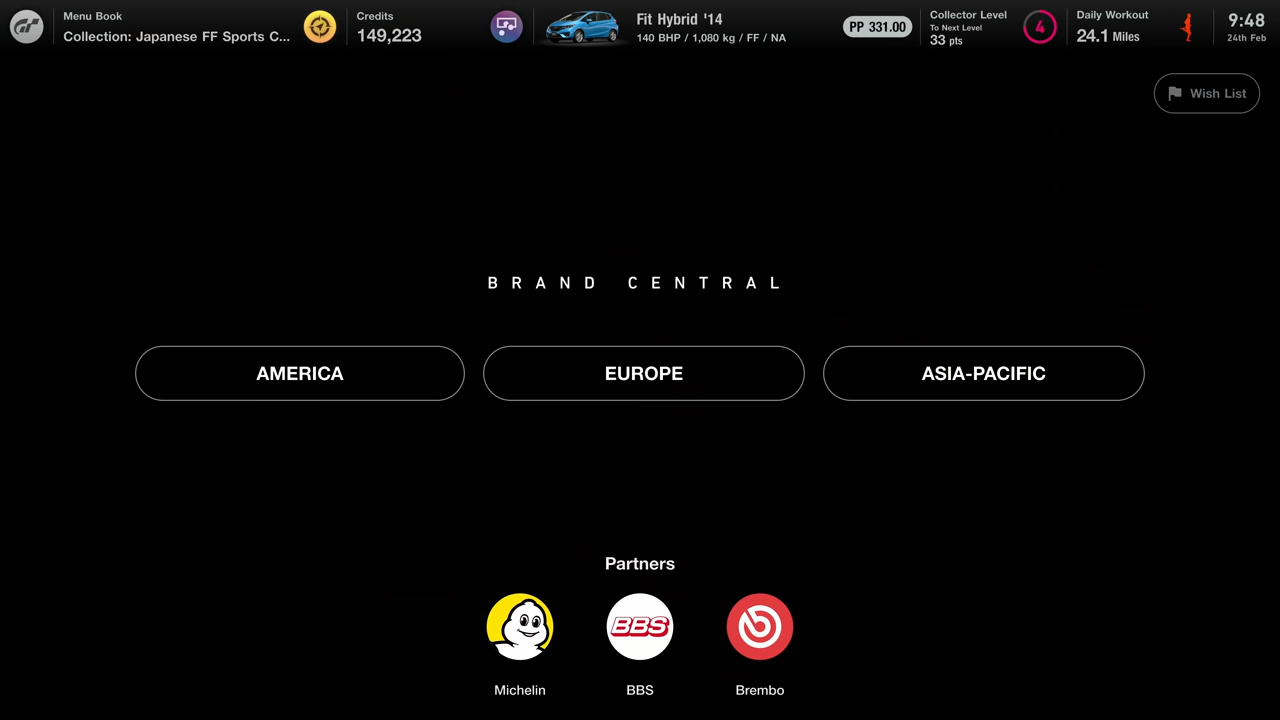 Menu Book
Collection: Japanese FF Sports C...
Credits
149,223
Fit Hybrid '14
140 BHP / 1,080 kg / FF / NA
PP 331.00
Collector Level
To Next Level
33 pts
4
Daily Workout
24.1 Miles
9:48
24th Feb
Wish List
BRAND CENTRAL
AMERICA
EUROPE
ASIA-PACIFIC
Partners
BBS
Michelin
BBS
Brembo